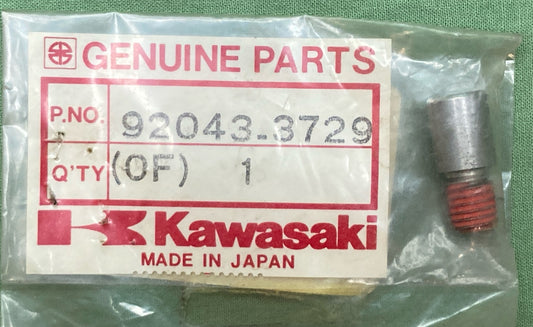 GENUINE PARTS
P.NO. 92043-3729
Q'TY (OF) 1
Kawasaki
MADE IN JAPAN